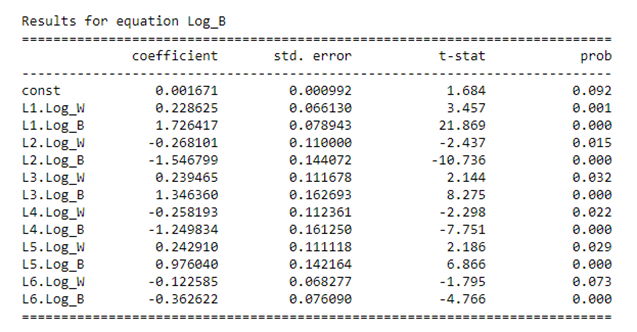 Results for equation Log_B
==========================================================================
coefficient std. error t-stat prob
--------------------------------------------------------------------------
const 0.001671 0.000992 1.684 0.092
L1.Log_W 0.228625 0.066130 3.457 0.001
L1.Log_B 1.726417 0.078943 21.869 0.000
L2.Log_W -0.268101 0.110000 -2.437 0.015
L2.Log_B -1.546799 0.144072 -10.736 0.000
L3.Log_W 0.239465 0.111678 2.144 0.032
L3.Log_B 1.346360 0.162693 8.275 0.000
L4.Log_W -0.258193 0.112361 -2.298 0.022
L4.Log_B -1.249834 0.161250 -7.751 0.000
L5.Log_W 0.242910 0.111118 2.186 0.029
L5.Log_B 0.976040 0.142164 6.866 0.000
L6.Log_W -0.122585 0.068277 -1.795 0.073
L6.Log_B -0.362622 0.076090 -4.766 0.000
==========================================================================